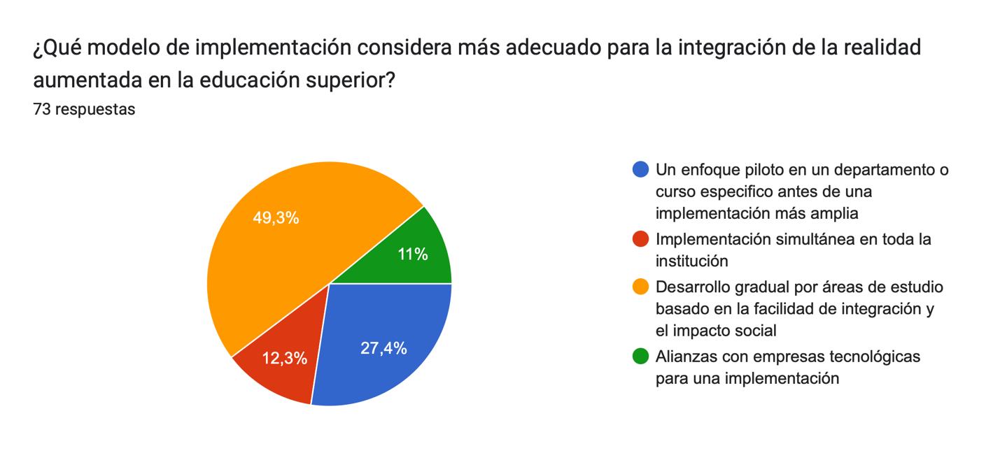 ¿Qué modelo de implementación considera más adecuado para la integración de la realidad
aumentada en la educación superior?
73 respuestas
49,3%
11%
12,3%
27,4%
Un enfoque piloto en un departamento o
curso especifico antes de una
implementación más amplia
Implementación simultánea en toda la
institución
Desarrollo gradual por áreas de estudio
basado en la facilidad de integración y
el impacto social
Alianzas con empresas tecnológicas
para una implementación